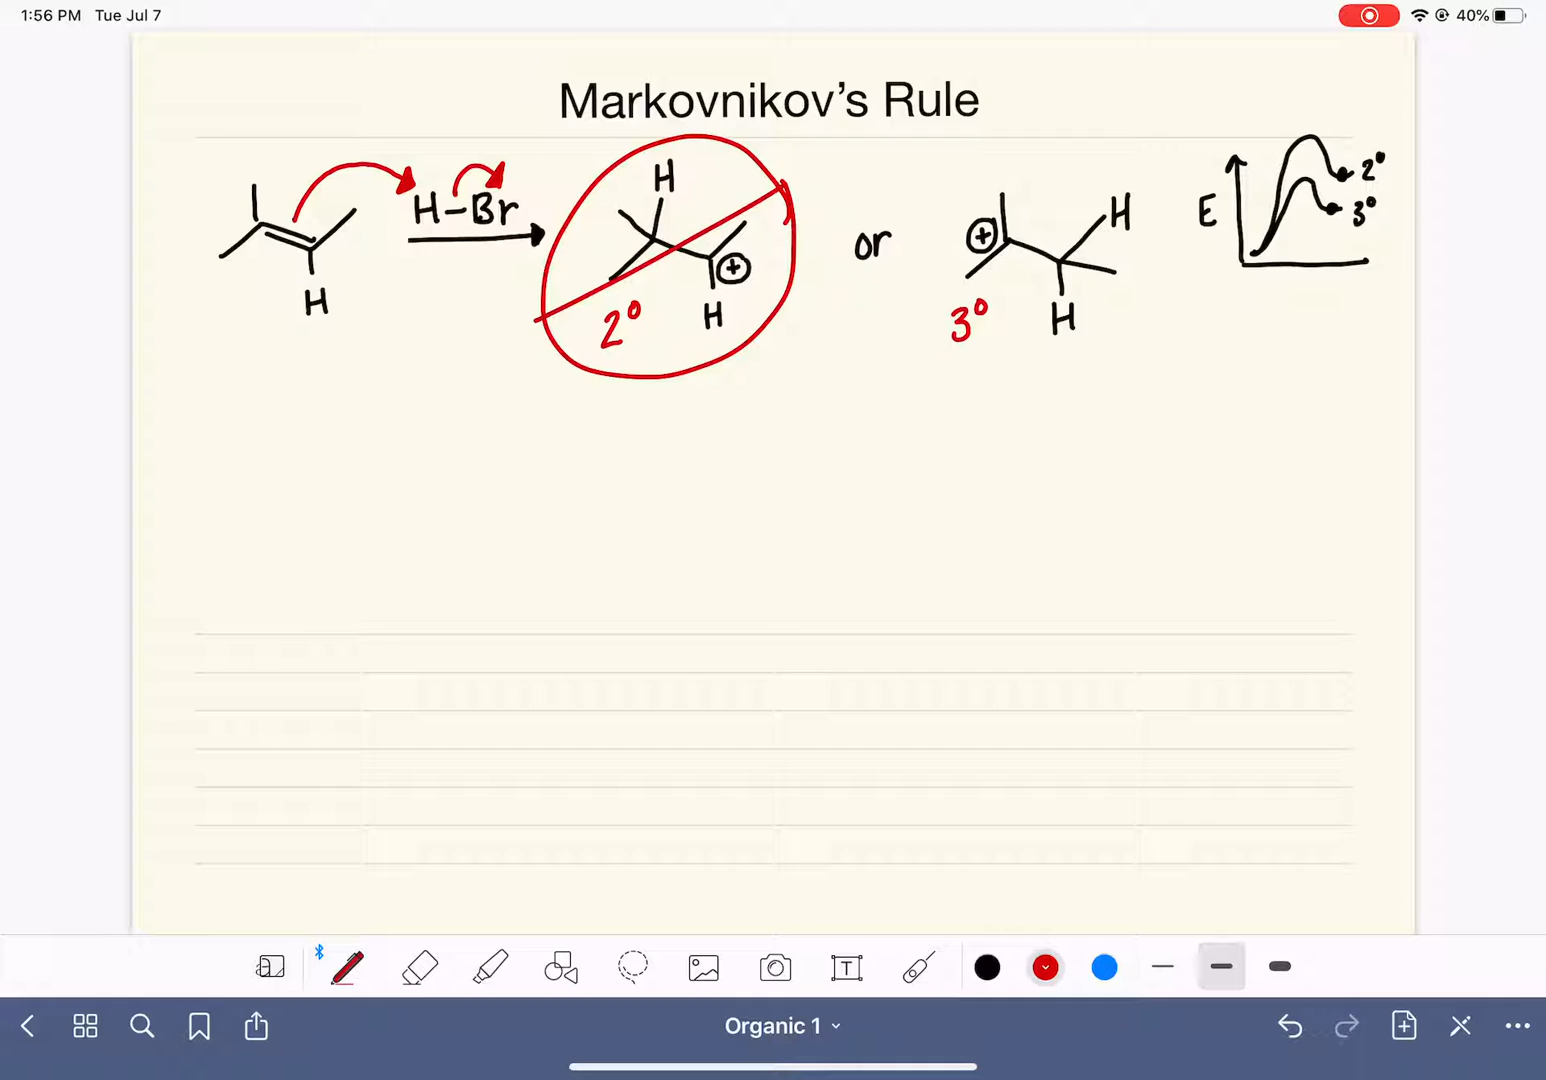 1:56 PM Tue Jul 7
40%
Markovnikov's Rule
H–Br
H
H
⊕
H
2°
or
⊕
H
H
3°
E
2°
3°
T
Organic 1